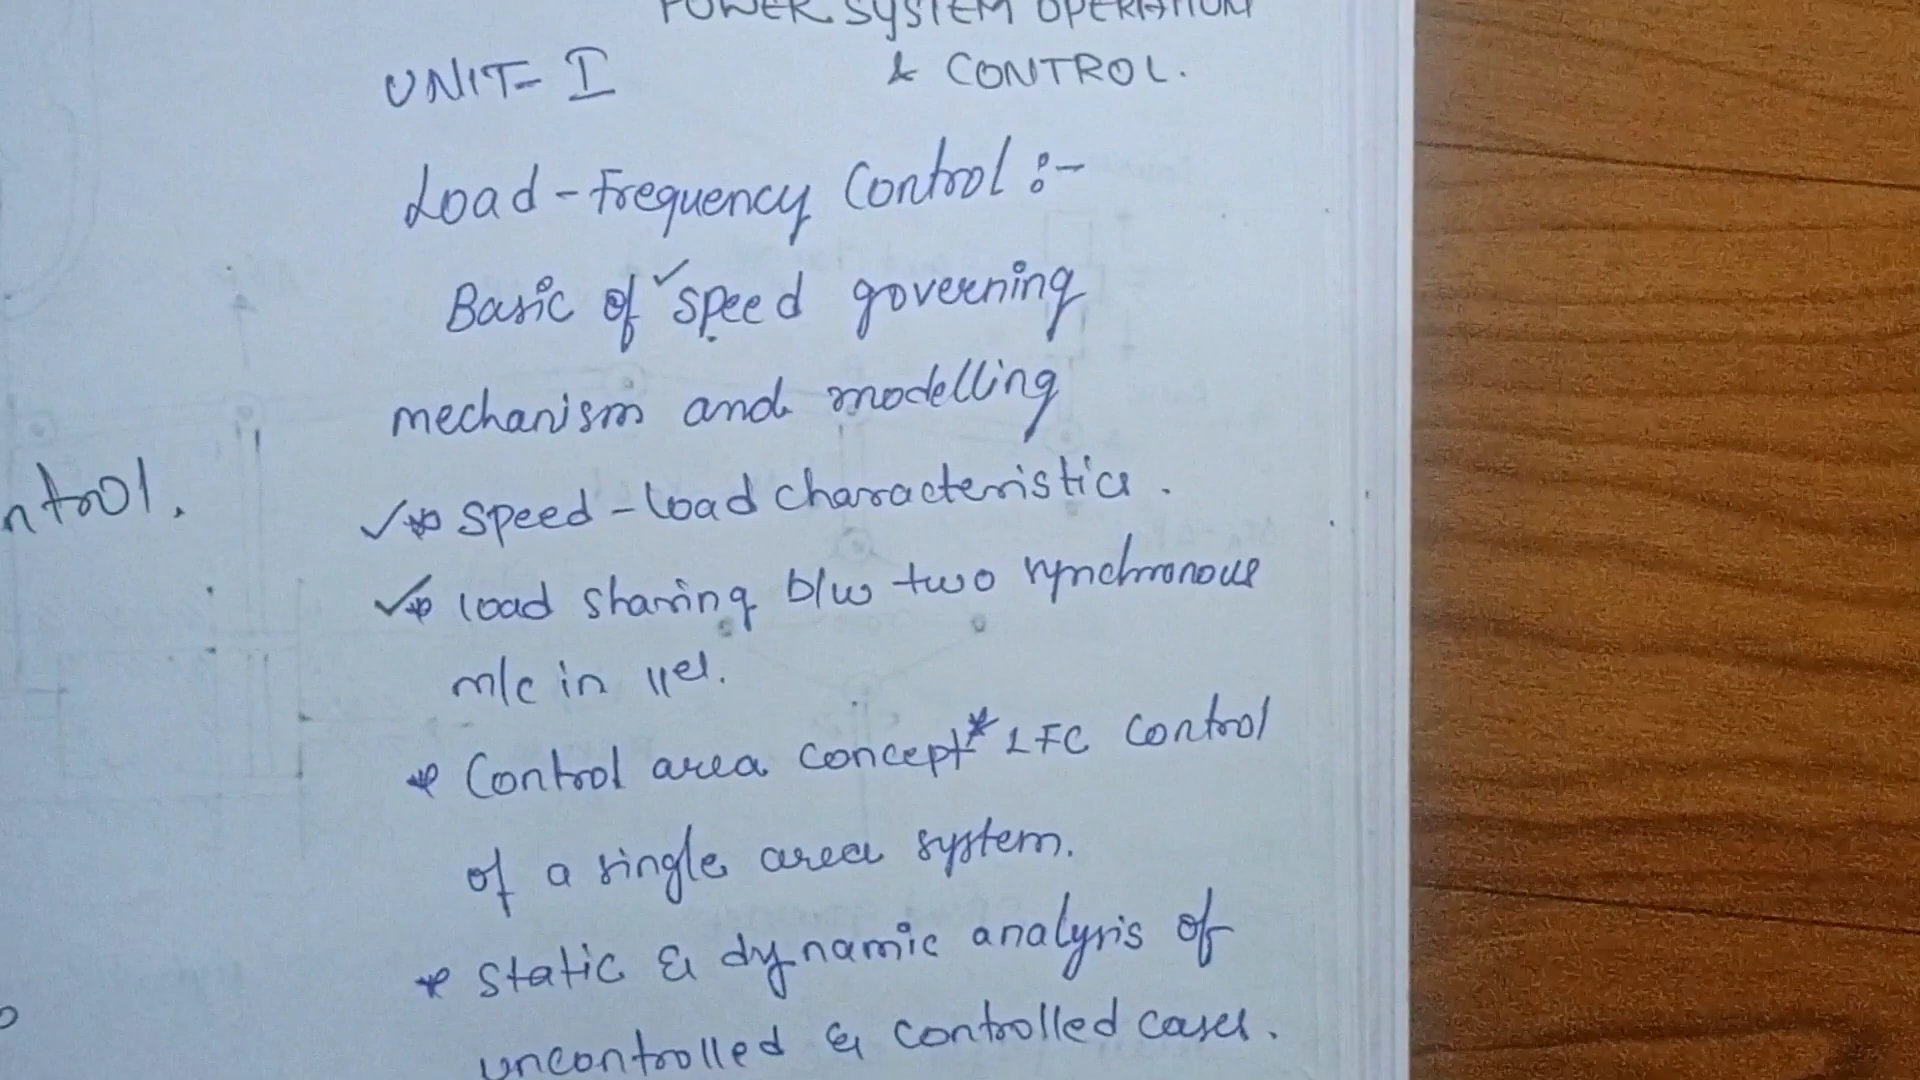 POWER SYSTEM OPERATION
UNIT-I & CONTROL.
Load-Frequency Control :-
Basic of speed governing
mechanism and modelling
* speed-load characteristics.
* load sharing b/w two synchronous
m/c in llel.
* Control area concept * LFC control
of a single area system.
* static & dynamic analysis of
uncontrolled & controlled cases.
ntrol.